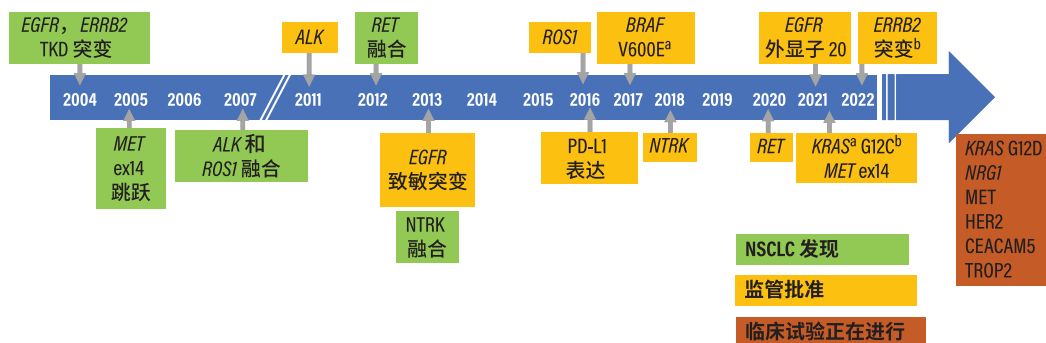 EGFR，ERRB2
TKD 突变
ALK
RET
融合
ROS1
BRAF
V600Eᵃ
EGFR
外显子 20
ERRB2
突变ᵇ
2004 2005 2006 2007 2011 2012 2013 2014 2015 2016 2017 2018 2019 2020 2021 2022
MET
ex14
跳跃
ALK 和
ROS1 融合
EGFR
致敏突变
NTRK
融合
PD-L1
表达
NTRK
RET
KRASᵃ G12Cᵇ
MET ex14
KRAS G12D
NRG1
MET
HER2
CEACAM5
TROP2
NSCLC 发现
监管批准
临床试验正在进行